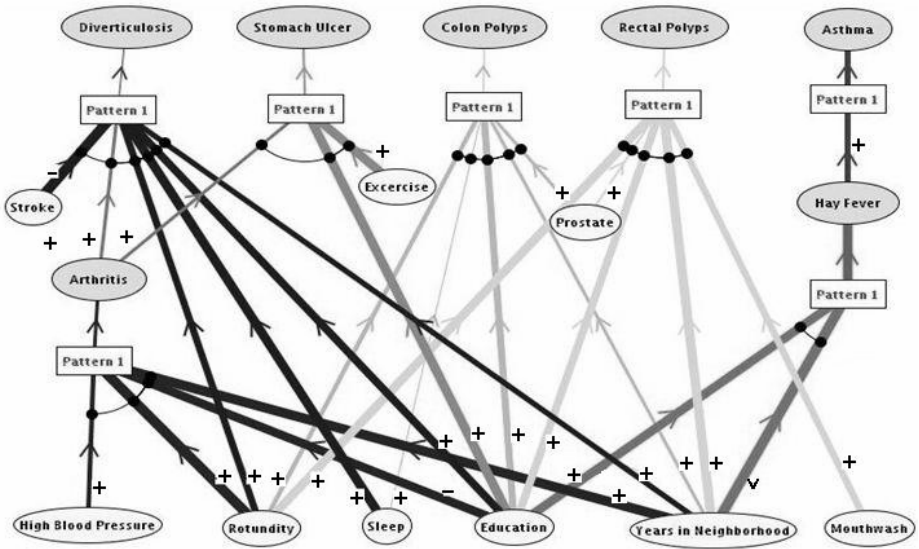 Diverticulosis Stomach Ulcer Colon Polyps Rectal Polyps Asthma
Pattern 1 Pattern 1 Pattern 1 Pattern 1 Pattern 1
+
+
−
Excercise
Stroke
+ +
Prostate
Hay Fever
+ + +
Arthritis
Pattern 1
Pattern 1
+ + + +
+ + + + + + + +
+ + + − + v
High Blood Pressure Rotundity Sleep Education Years in Neighborhood Mouthwash